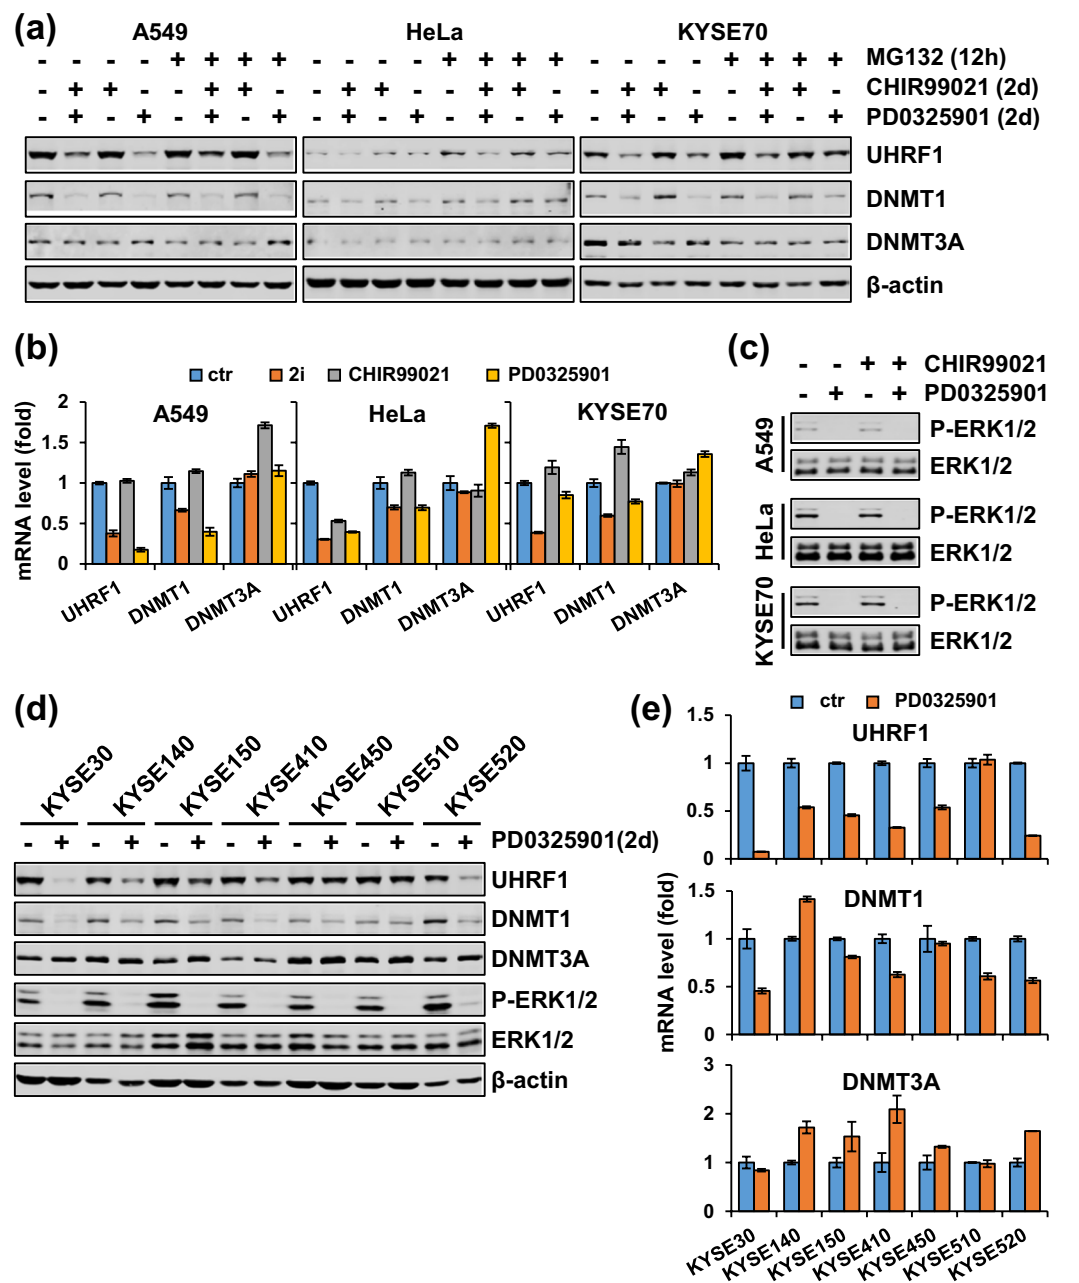 (a)
A549 HeLa KYSE70
- - - - + + + + - - - - + + + + - - - - + + + + MG132 (12h)
- + + - - + + - - + + - - + + - - + + - - + + - CHIR99021 (2d)
- + - + - + - + - + - + - + - + - + - + - + - + PD0325901 (2d)
UHRF1
DNMT1
DNMT3A
β-actin
(b)
ctr 2i CHIR99021 PD0325901
mRNA level (fold)
2
1.5
1
0.5
0
A549 HeLa KYSE70
UHRF1 DNMT1 DNMT3A UHRF1 DNMT1 DNMT3A UHRF1 DNMT1 DNMT3A
(c)
- - + + CHIR99021
- + - + PD0325901
A549
P-ERK1/2
ERK1/2
HeLa
P-ERK1/2
ERK1/2
KYSE70
P-ERK1/2
ERK1/2
(d)
KYSE30 KYSE140 KYSE150 KYSE410 KYSE450 KYSE510 KYSE520
- + - + - + - + - + - + - + PD0325901(2d)
UHRF1
DNMT1
DNMT3A
P-ERK1/2
ERK1/2
β-actin
(e)
ctr PD0325901
mRNA level (fold)
UHRF1
1.5
1
0.5
0
DNMT1
1.5
1
0.5
0
DNMT3A
3
2
1
0
KYSE30 KYSE140 KYSE150 KYSE410 KYSE450 KYSE510 KYSE520